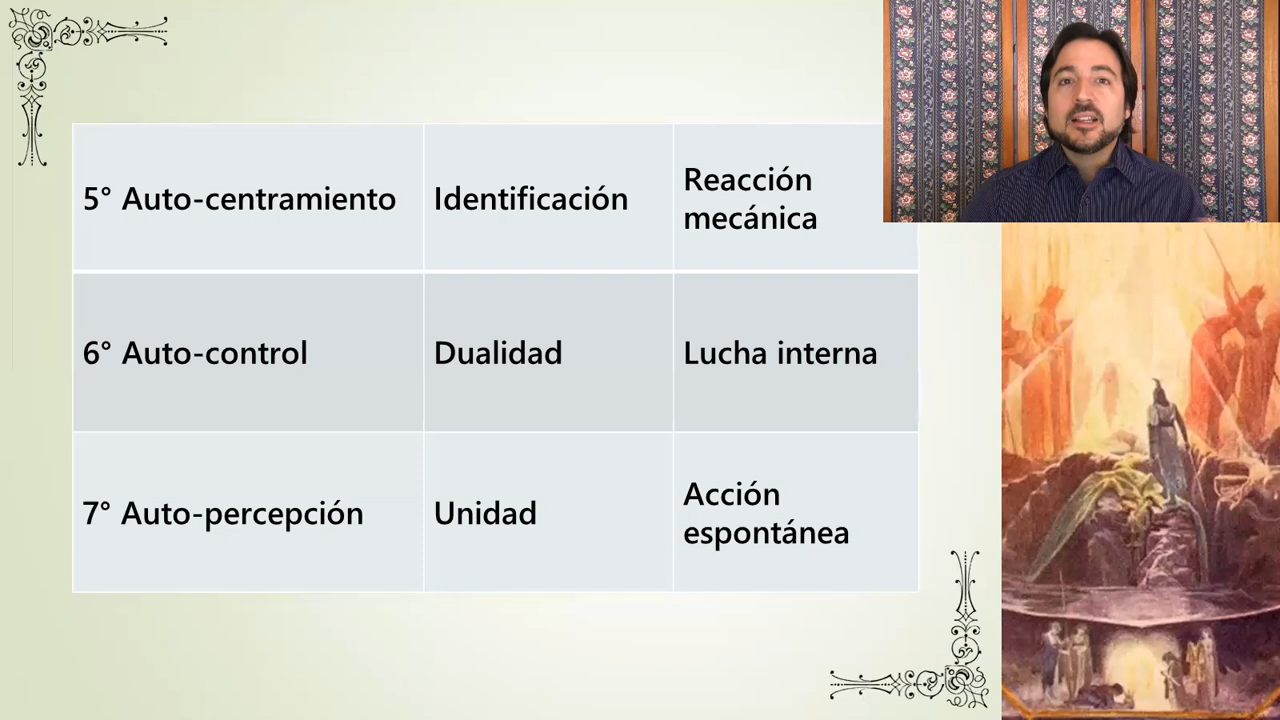 5° Auto-centramiento
Identificación
Reacción
mecánica
6° Auto-control
Dualidad
Lucha interna
7° Auto-percepción
Unidad
Acción
espontánea